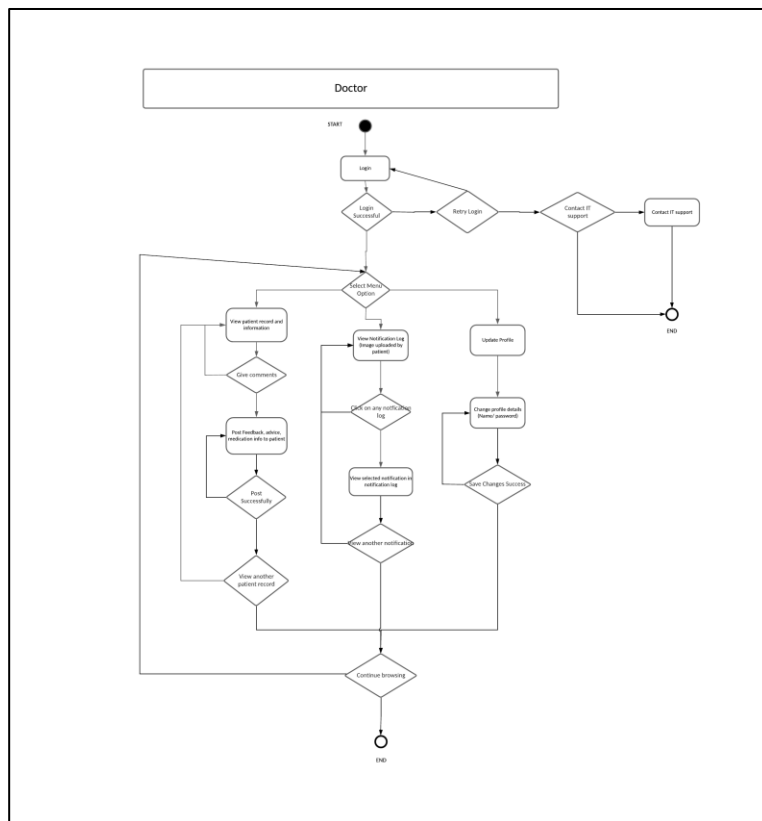 Doctor
START
Login
Login
Successful
Retry Login
Contact IT
support
Contact IT support
END
Select Menu
Option
View patient record and
information
View Notification Log
(Image uploaded by
patient)
Update Profile
Give comments
Click on any notification
log
Change profile details
(Name/ password)
Post Feedback, advice,
medication info to patient
View selected notification in
notification log
Save Changes Success
Post
Successfully
View another notification
View another
patient record
Continue browsing
END